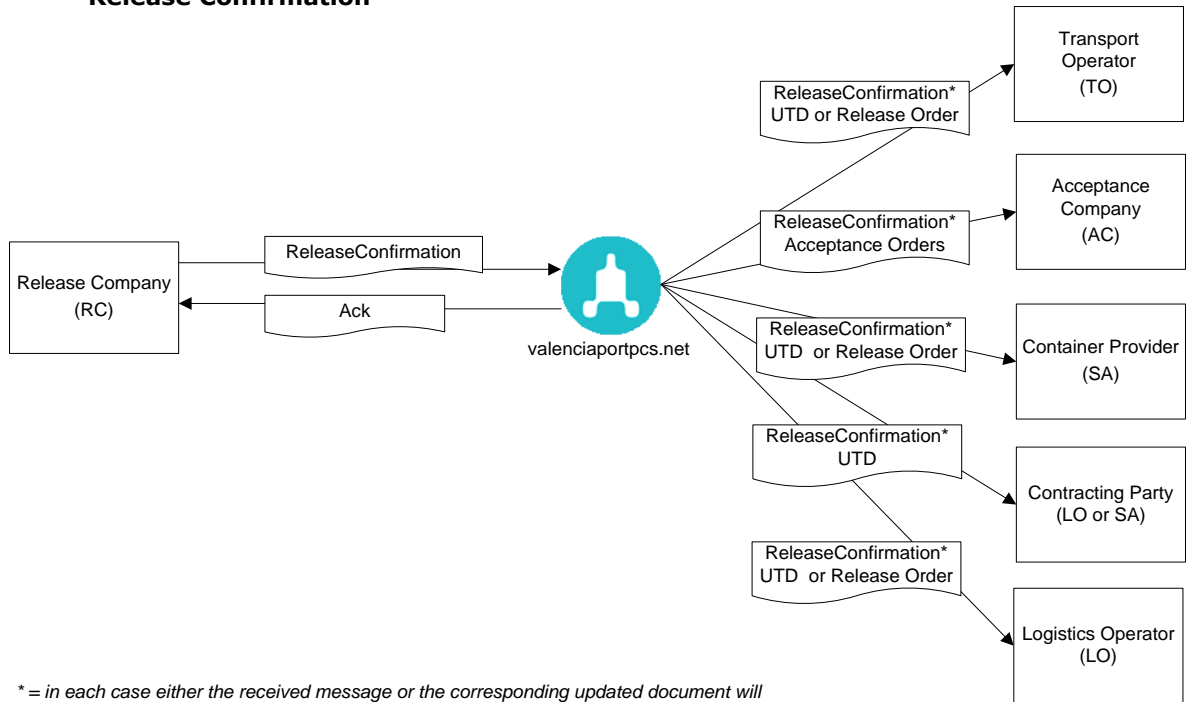 Release Confirmation
Transport
Operator
(TO)
ReleaseConfirmation*
UTD or Release Order
Acceptance
Company
(AC)
ReleaseConfirmation*
Acceptance Orders
ReleaseConfirmation
Release Company
(RC)
Ack
valenciaportpcs.net
ReleaseConfirmation*
UTD  or Release Order
Container Provider
(SA)
ReleaseConfirmation*
UTD
Contracting Party
(LO or SA)
ReleaseConfirmation*
UTD  or Release Order
Logistics Operator
(LO)
* = in each case either the received message or the corresponding updated document will